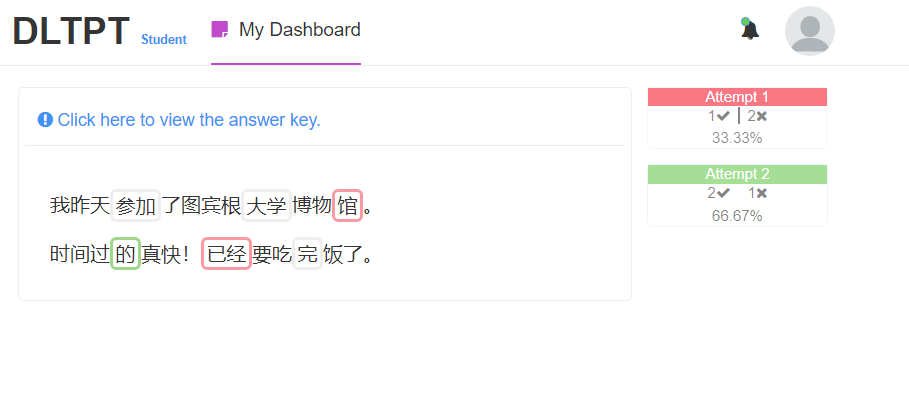 DLTPT Student My Dashboard
Click here to view the answer key.
我昨天参加了图宾根大学博物馆。
时间过的真快！已经要吃完饭了。
Attempt 1
1✔ | 2✖
33.33%
Attempt 2
2✔ 1✖
66.67%